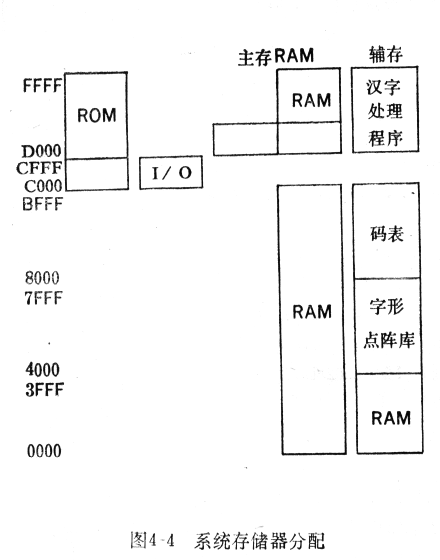 主存RAM 辅存
FFFF
ROM
RAM
汉字
处理
程序
D000
CFFF
I/O
C000
BFFF
码表
8000
7FFF
字形
点阵库
RAM
4000
3FFF
RAM
0000
图4-4 系统存储器分配